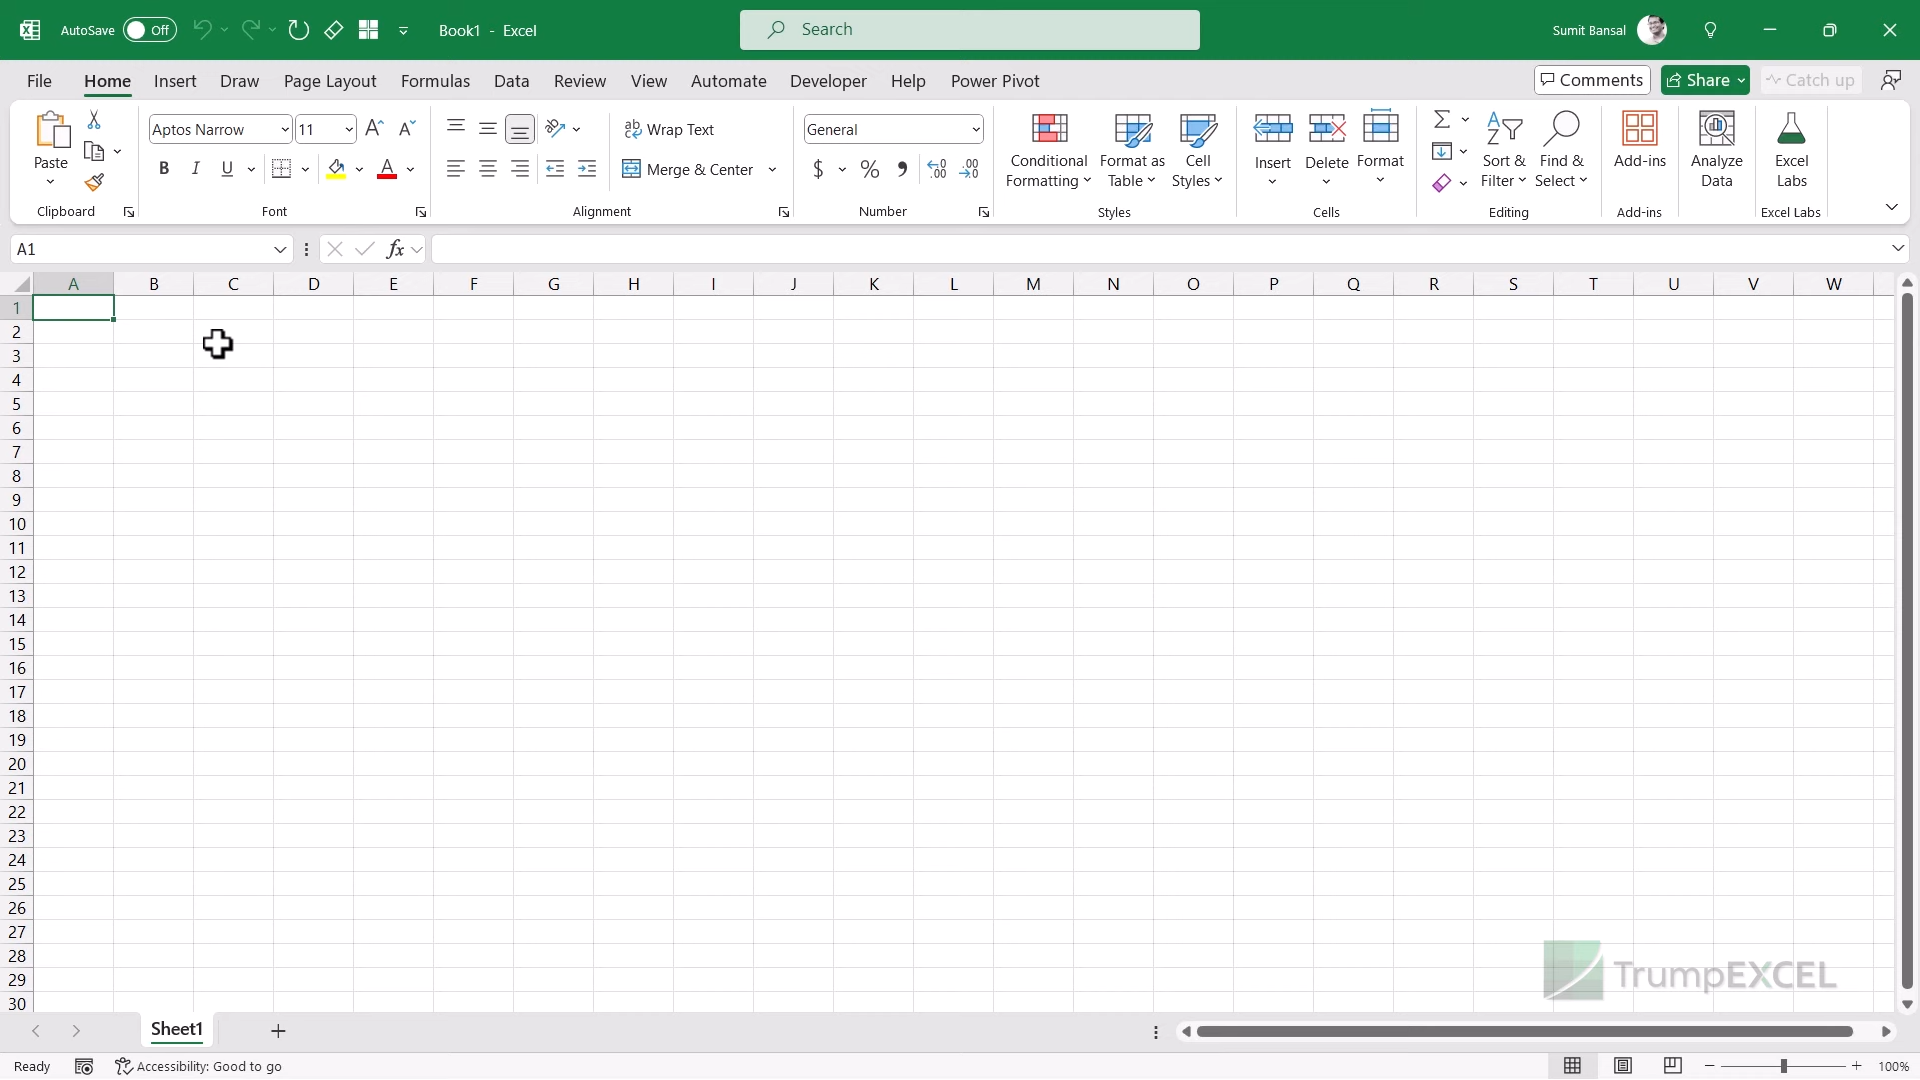 AutoSave Off Book1 - Excel Search Sumit Bansal
File Home Insert Draw Page Layout Formulas Data Review View Automate Developer Help Power Pivot Comments Share Catch up
Paste
Clipboard
Aptos Narrow 11
B I U A
Font
ab Wrap Text
Merge & Center
Alignment
General
$ % 9 .00
Number
Conditional Formatting
Format as Table
Cell Styles
Styles
Insert
Delete
Format
Cells
Sort & Filter
Find & Select
Editing
Add-ins
Add-ins
Analyze Data
Excel Labs
Excel Labs
A1 fx
A B C D E F G H I J K L M N O P Q R S T U V W
1
2
3
4
5
6
7
8
9
10
11
12
13
14
15
16
17
18
19
20
21
22
23
24
25
26
27
28
29
30
TrumpEXCEL
Sheet1
Ready Accessibility: Good to go 100%